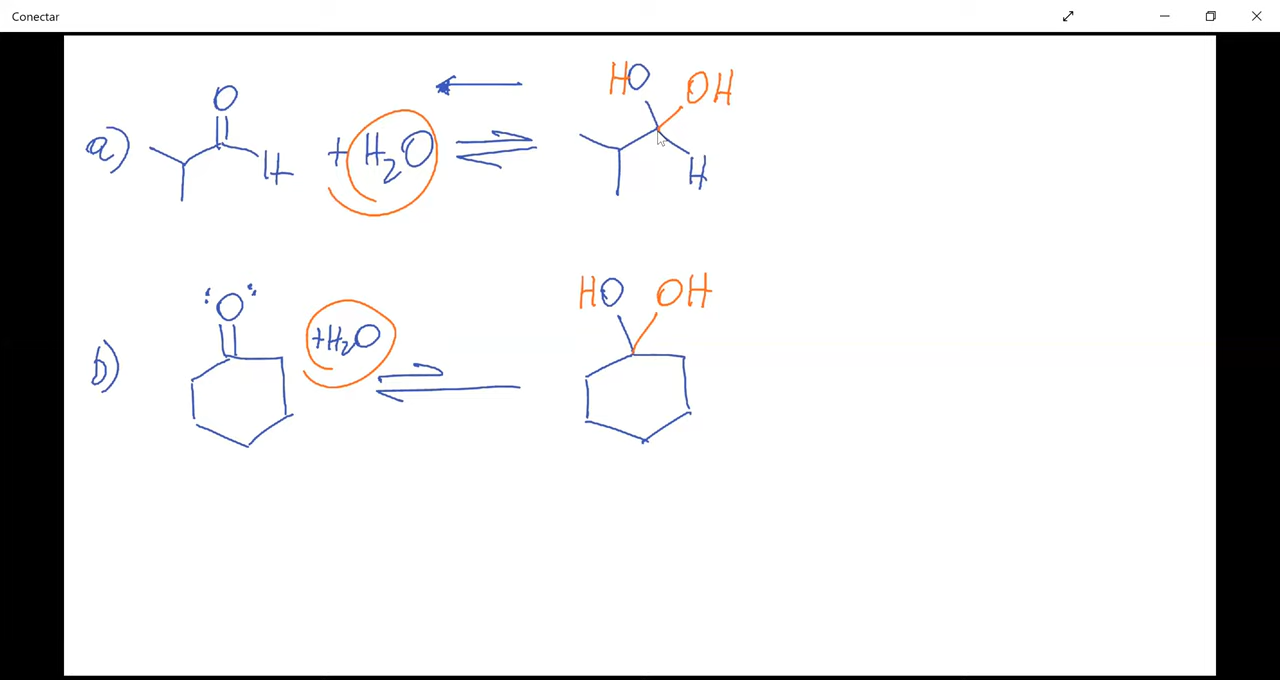 Conectar
HO OH
O
a) H + H2O H
HO OH
:O:
b) +H2O